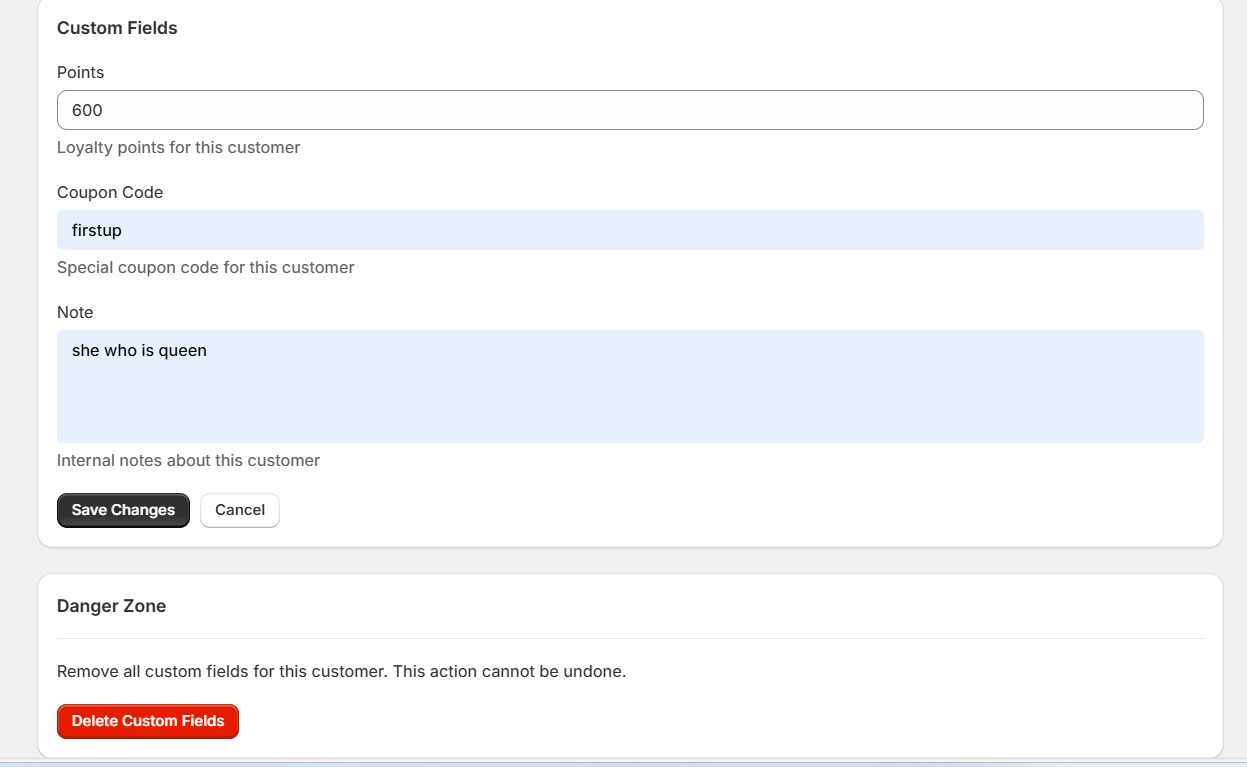 Custom Fields
Points
600
Loyalty points for this customer
Coupon Code
firstup
Special coupon code for this customer
Note
she who is queen
Internal notes about this customer
Save Changes Cancel
Danger Zone
Remove all custom fields for this customer. This action cannot be undone.
Delete Custom Fields